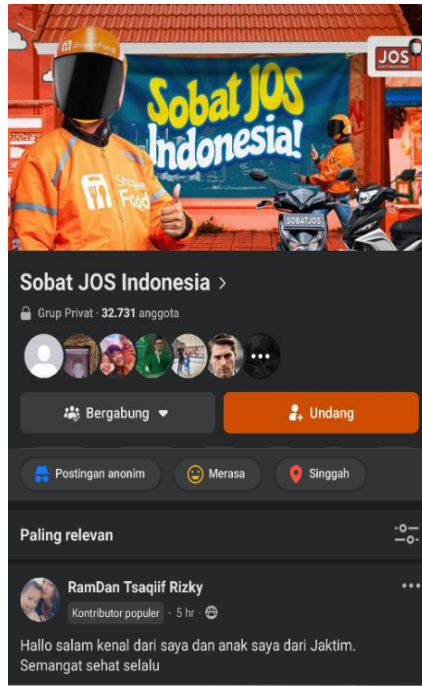 ShopeeFood
JOS
Sobat JOS
Indonesia!
Shopee
Food
SOBATJOS
Sobat JOS Indonesia >
Grup Privat · 32.731 anggota
Bergabung
Undang
Postingan anonim
Merasa
Singgah
Paling relevan
RamDan Tsaqiif Rizky
Kontributor populer · 5 hr ·
Hallo salam kenal dari saya dan anak saya dari Jaktim.
Semangat sehat selalu